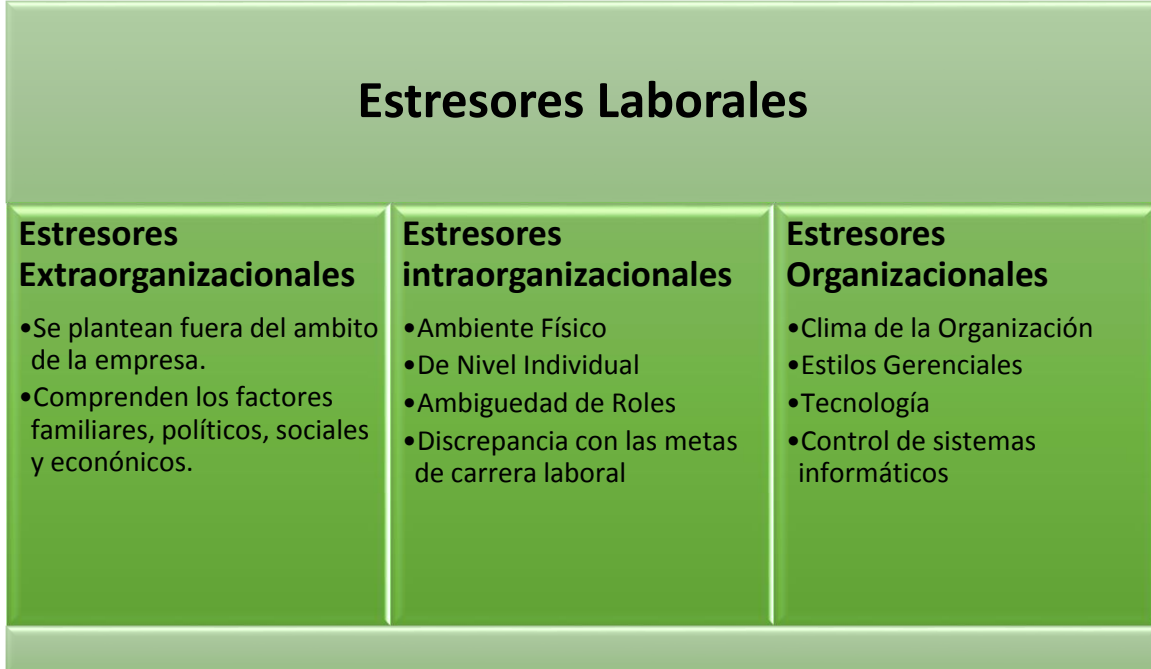 Estresores Laborales
Estresores
Extraorganizacionales
•Se plantean fuera del ambito
de la empresa.
•Comprenden los factores
familiares, políticos, sociales
y econónicos.
Estresores
intraorganizacionales
•Ambiente Físico
•De Nivel Individual
•Ambiguedad de Roles
•Discrepancia con las metas
de carrera laboral
Estresores
Organizacionales
•Clima de la Organización
•Estilos Gerenciales
•Tecnología
•Control de sistemas
informáticos